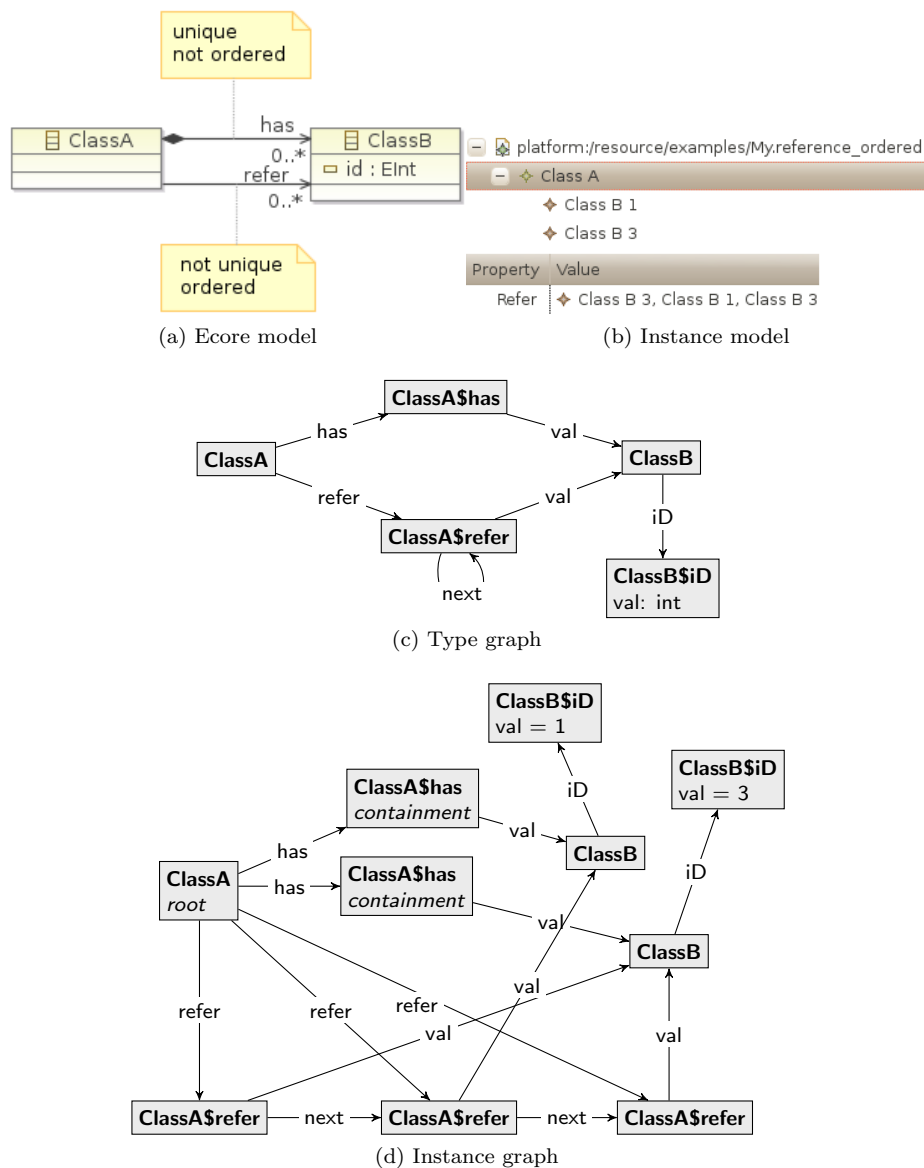 unique
not ordered
ClassA
has
0..*
ClassB
id : EInt
refer
0..*
not unique
ordered
(a) Ecore model
platform:/resource/examples/My.reference_ordered
Class A
Class B 1
Class B 3
Property Value
Refer Class B 3, Class B 1, Class B 3
(b) Instance model
ClassA$has
has
val
ClassA
ClassB
refer
val
iD
ClassA$refer
next
ClassB$iD
val: int
(c) Type graph
ClassB$iD
val = 1
ClassB$iD
val = 3
ClassA$has
containment
iD
val
has
ClassB
ClassA
root
has
ClassA$has
containment
iD
val
ClassB
val
refer
refer
refer
val
val
ClassA$refer
next
ClassA$refer
next
ClassA$refer
(d) Instance graph